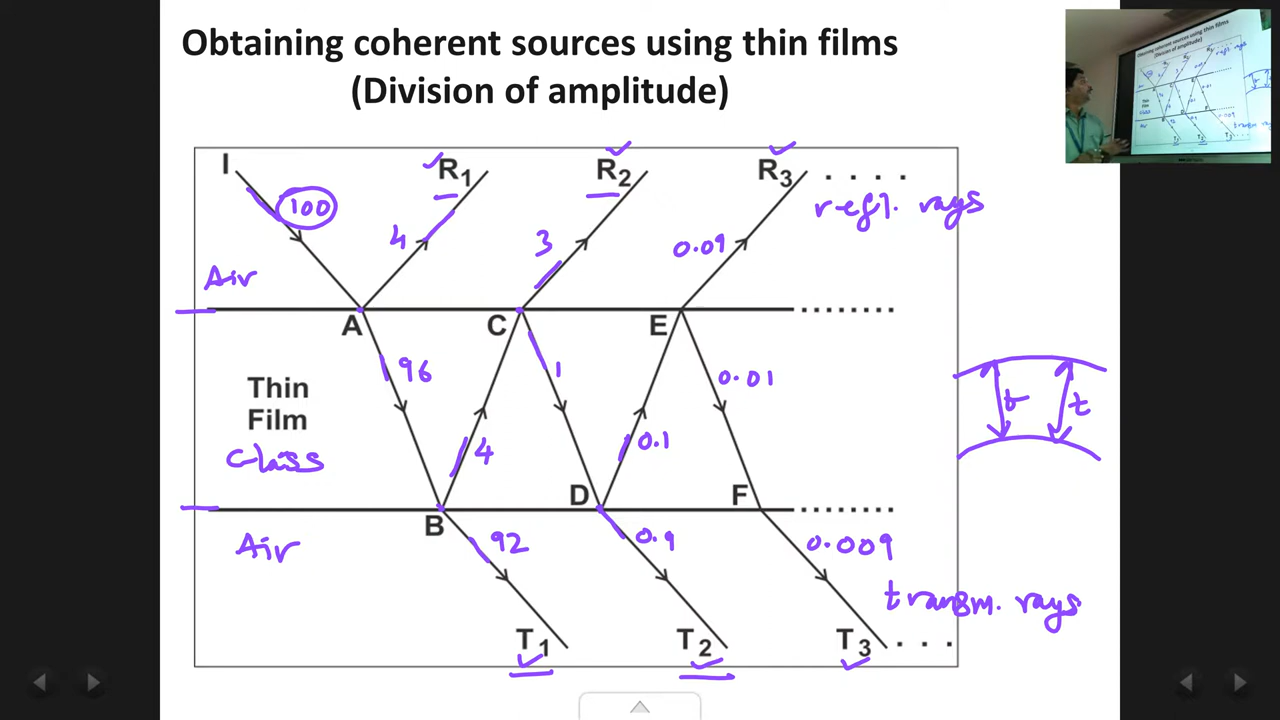 Obtaining coherent sources using thin films
(Division of amplitude)
I R1 R2 R3 . . . .
100 refl. rays
4 3 0.09
Air
A C E ........
96 1 0.01
Thin
Film
Glass
4 0.1
t t
B D F ........
Air 92 0.9 0.009
transm. rays
T1 T2 T3 . . .